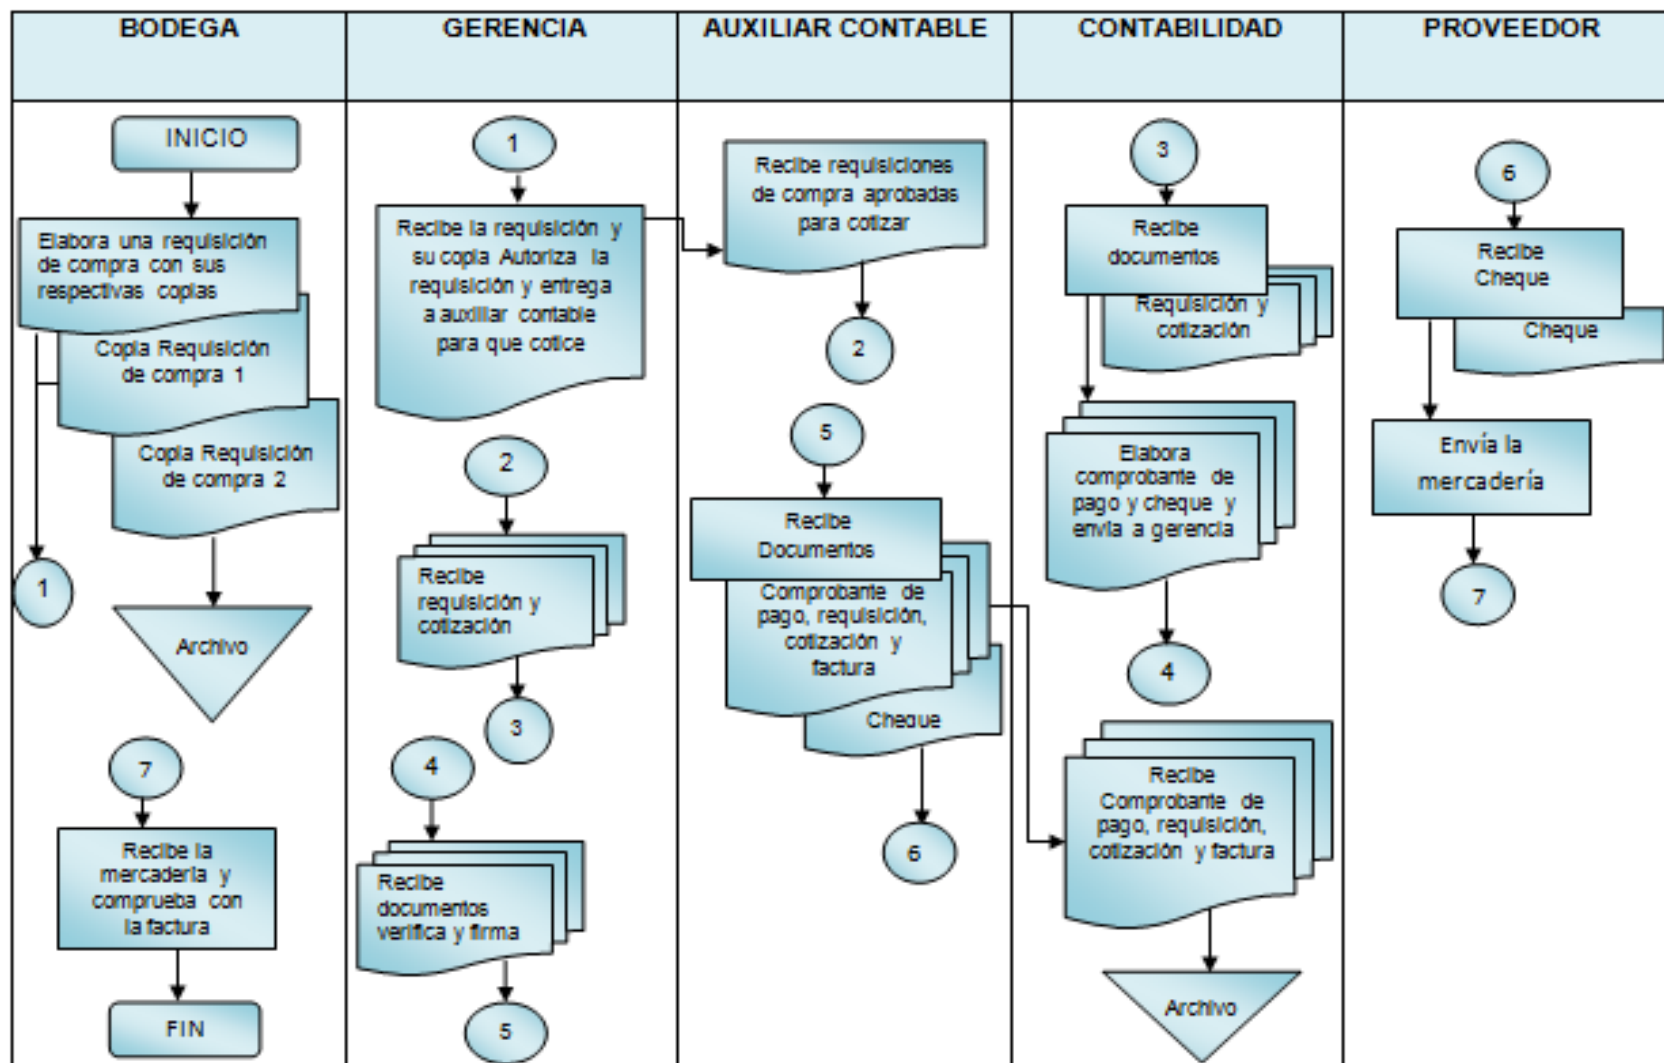 BODEGA
GERENCIA
AUXILIAR CONTABLE
CONTABILIDAD
PROVEEDOR
INICIO
Elabora una requisición
de compra con sus
respectivas copias
Copia Requisición
de compra 1
Copia Requisición
de compra 2
1
Archivo
7
Recibe la
mercadería y
comprueba con
la factura
FIN
1
Recibe la requisición y
su copia Autoriza la
requisición y entrega
a auxiliar contable
para que cotice
2
Recibe
requisición y
cotización
3
4
Recibe
documentos
verifica y firma
5
Recibe requisiciones
de compra aprobadas
para cotizar
2
5
Recibe
Documentos
Comprobante de
pago, requisición,
cotización y
factura
Cheque
6
3
Recibe
documentos
Requisición y
cotización
Elabora
comprobante de
pago y cheque y
envía a gerencia
4
Recibe
Comprobante de
pago, requisición,
cotización y factura
Archivo
6
Recibe
Cheque
Cheque
Envía la
mercadería
7